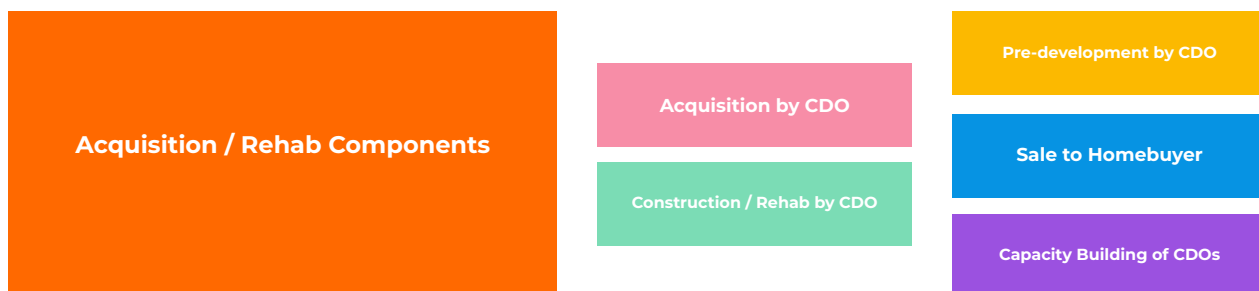 Acquisition / Rehab Components
Acquisition by CDO
Construction / Rehab by CDO
Pre-development by CDO
Sale to Homebuyer
Capacity Building of CDOs